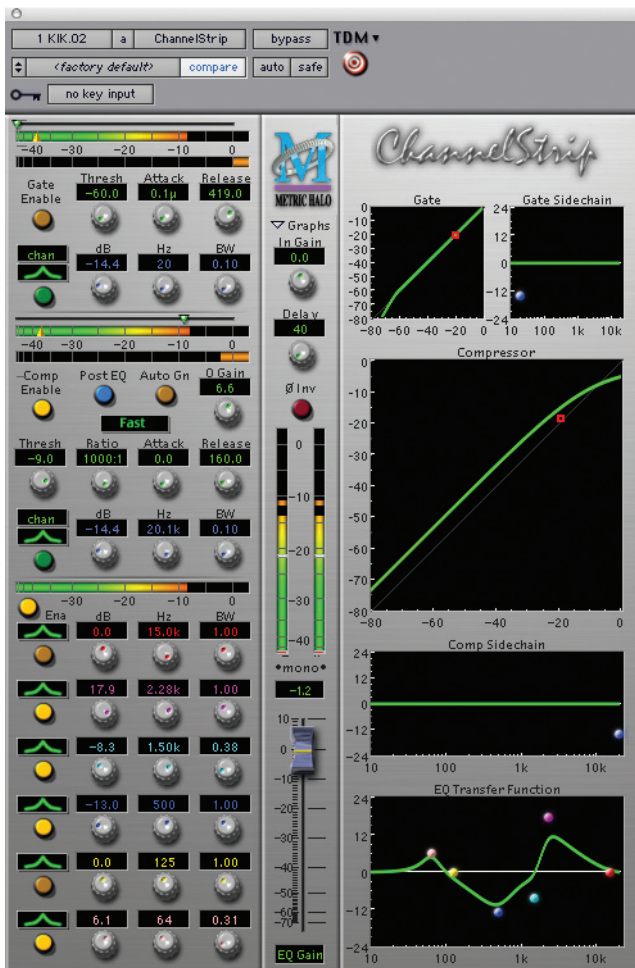 1 KIK.02 a ChannelStrip bypass TDM
<factory default> compare auto safe
no key input
-40 -30 -20 -10 0
Gate Enable
Thresh Attack Release
-60.0 0.1µ 419.0
chan
dB Hz BW
-14.4 20 0.10
-40 -30 -20 -10 0
Comp Enable
Post EQ Auto Gn O Gain
6.6
Fast
Thresh Ratio Attack Release
-9.0 1000:1 0.0 160.0
chan
dB Hz BW
-14.4 20.1k 0.10
-30 -20 -10 0
Ena
dB Hz BW
0.0 15.0k 1.00
17.9 2.28k 1.00
-8.3 1.50k 0.38
-13.0 500 1.00
0.0 125 1.00
6.1 64 0.31
M
METRIC HALO
Graphs
In Gain
0.0
Delay
40
Ø Inv
0
-10
-20
-30
-40
mono
-1.2
10
0
-10
-20
-30
-40
-50
-60
-70
EQ Gain
ChannelStrip
Gate
0
-10
-20
-30
-40
-50
-60
-70
-80
-80 -60 -40 -20 0
Gate Sidechain
24
12
0
-12
-24
10 100 1k 10k
Compressor
0
-10
-20
-30
-40
-50
-60
-70
-80
-80 -60 -40 -20 0
Comp Sidechain
24
12
0
-12
-24
10 100 1k 10k
EQ Transfer Function
24
12
0
-12
-24
10 100 1k 10k